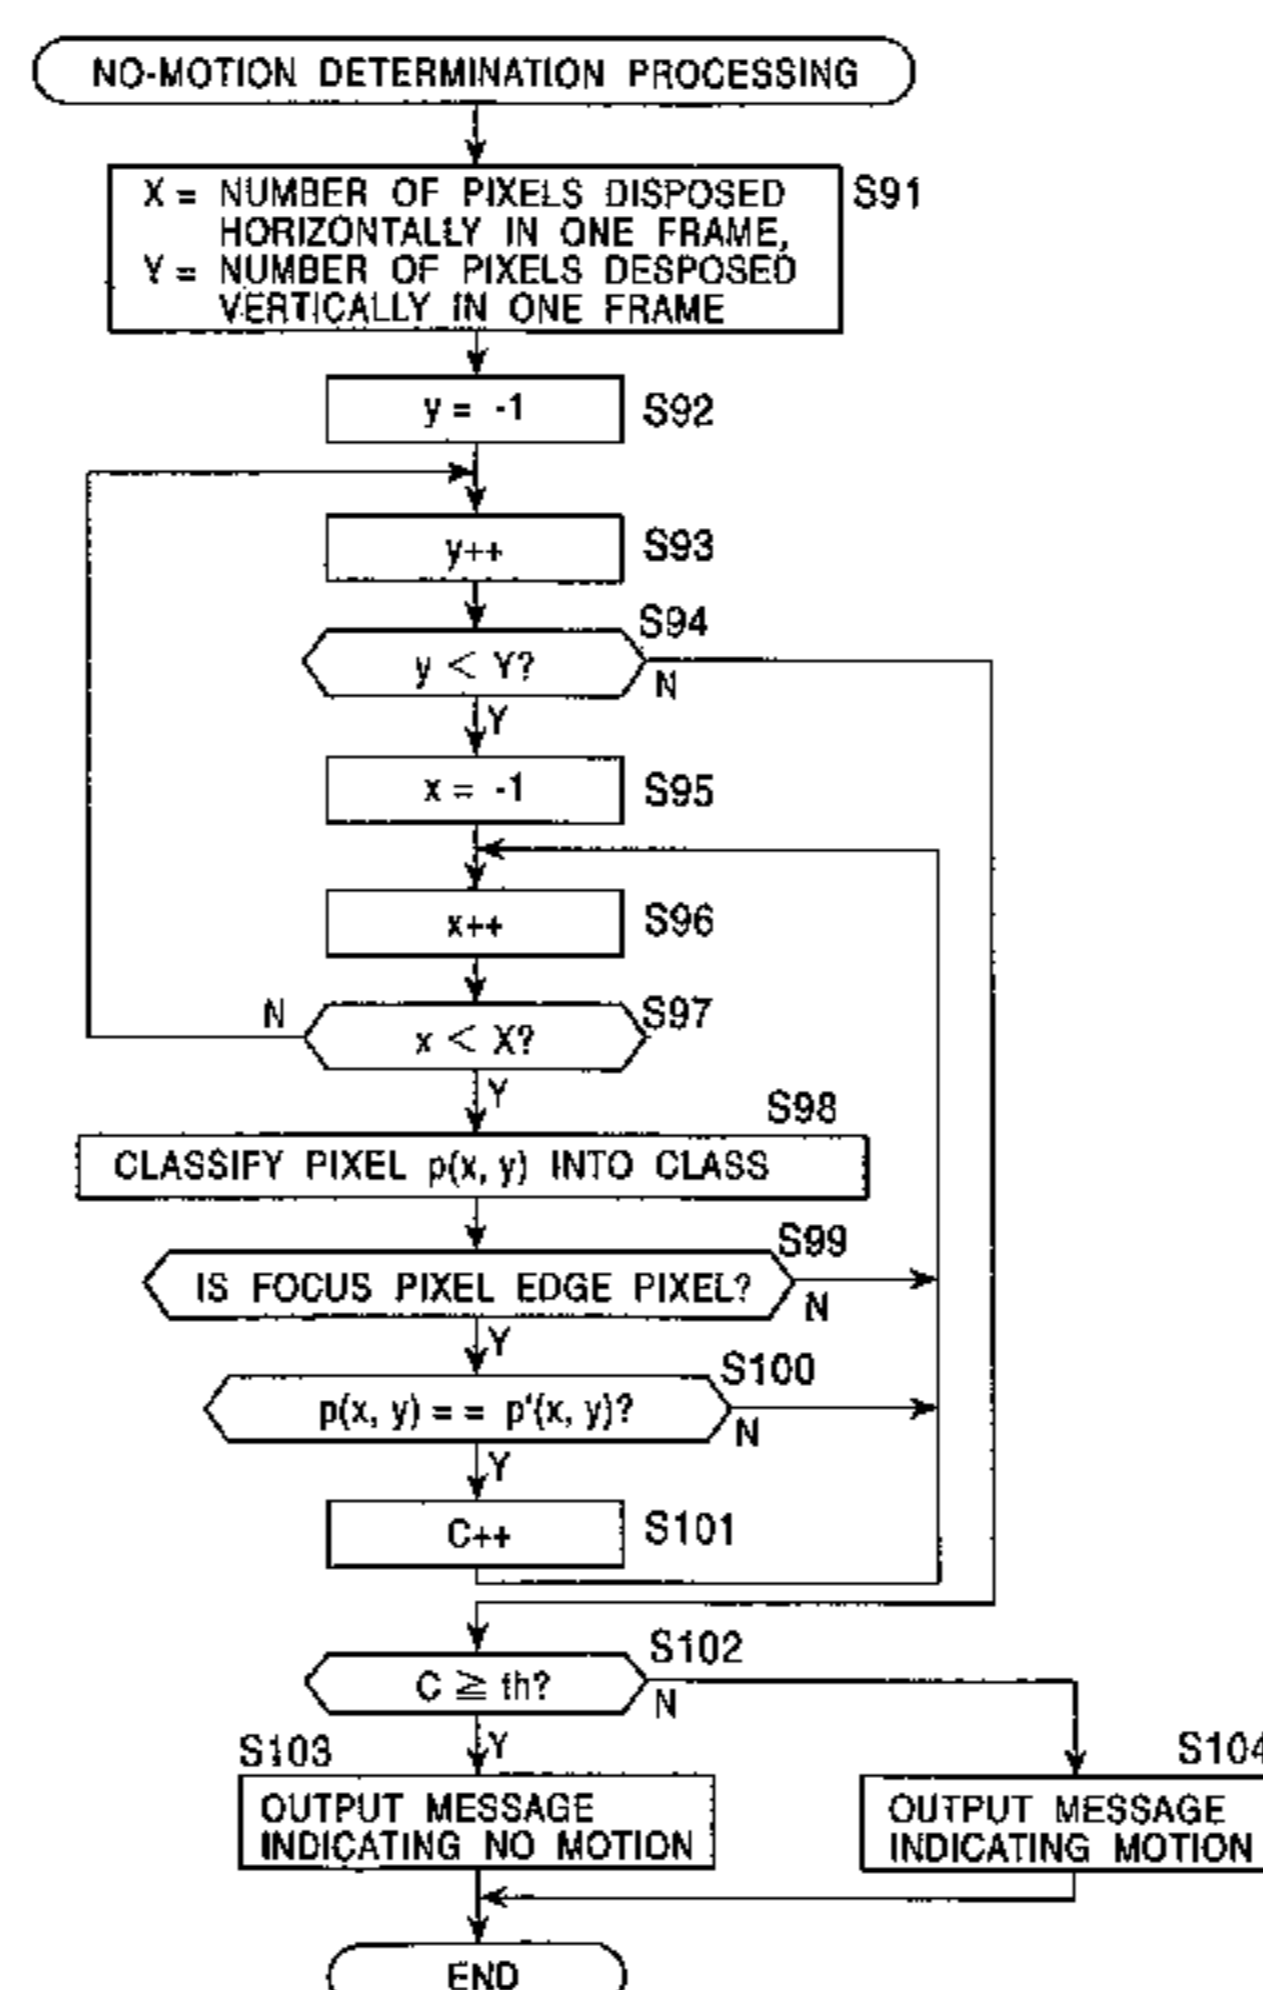 NO-MOTION DETERMINATION PROCESSING
X = NUMBER OF PIXELS DISPOSED
HORIZONTALLY IN ONE FRAME,
Y = NUMBER OF PIXELS DESPOSED
VERTICALLY IN ONE FRAME
S91
y = -1
S92
y++
S93
S94
y < Y?
N
Y
x = -1
S95
x++
S96
N
S97
x < X?
Y
S98
CLASSIFY PIXEL p(x, y) INTO CLASS
S99
IS FOCUS PIXEL EDGE PIXEL?
N
Y
S100
p(x, y) = = p'(x, y)?
N
Y
C++
S101
S102
C ≧ th?
N
Y
S103
OUTPUT MESSAGE
INDICATING NO MOTION
S104
OUTPUT MESSAGE
INDICATING MOTION
END